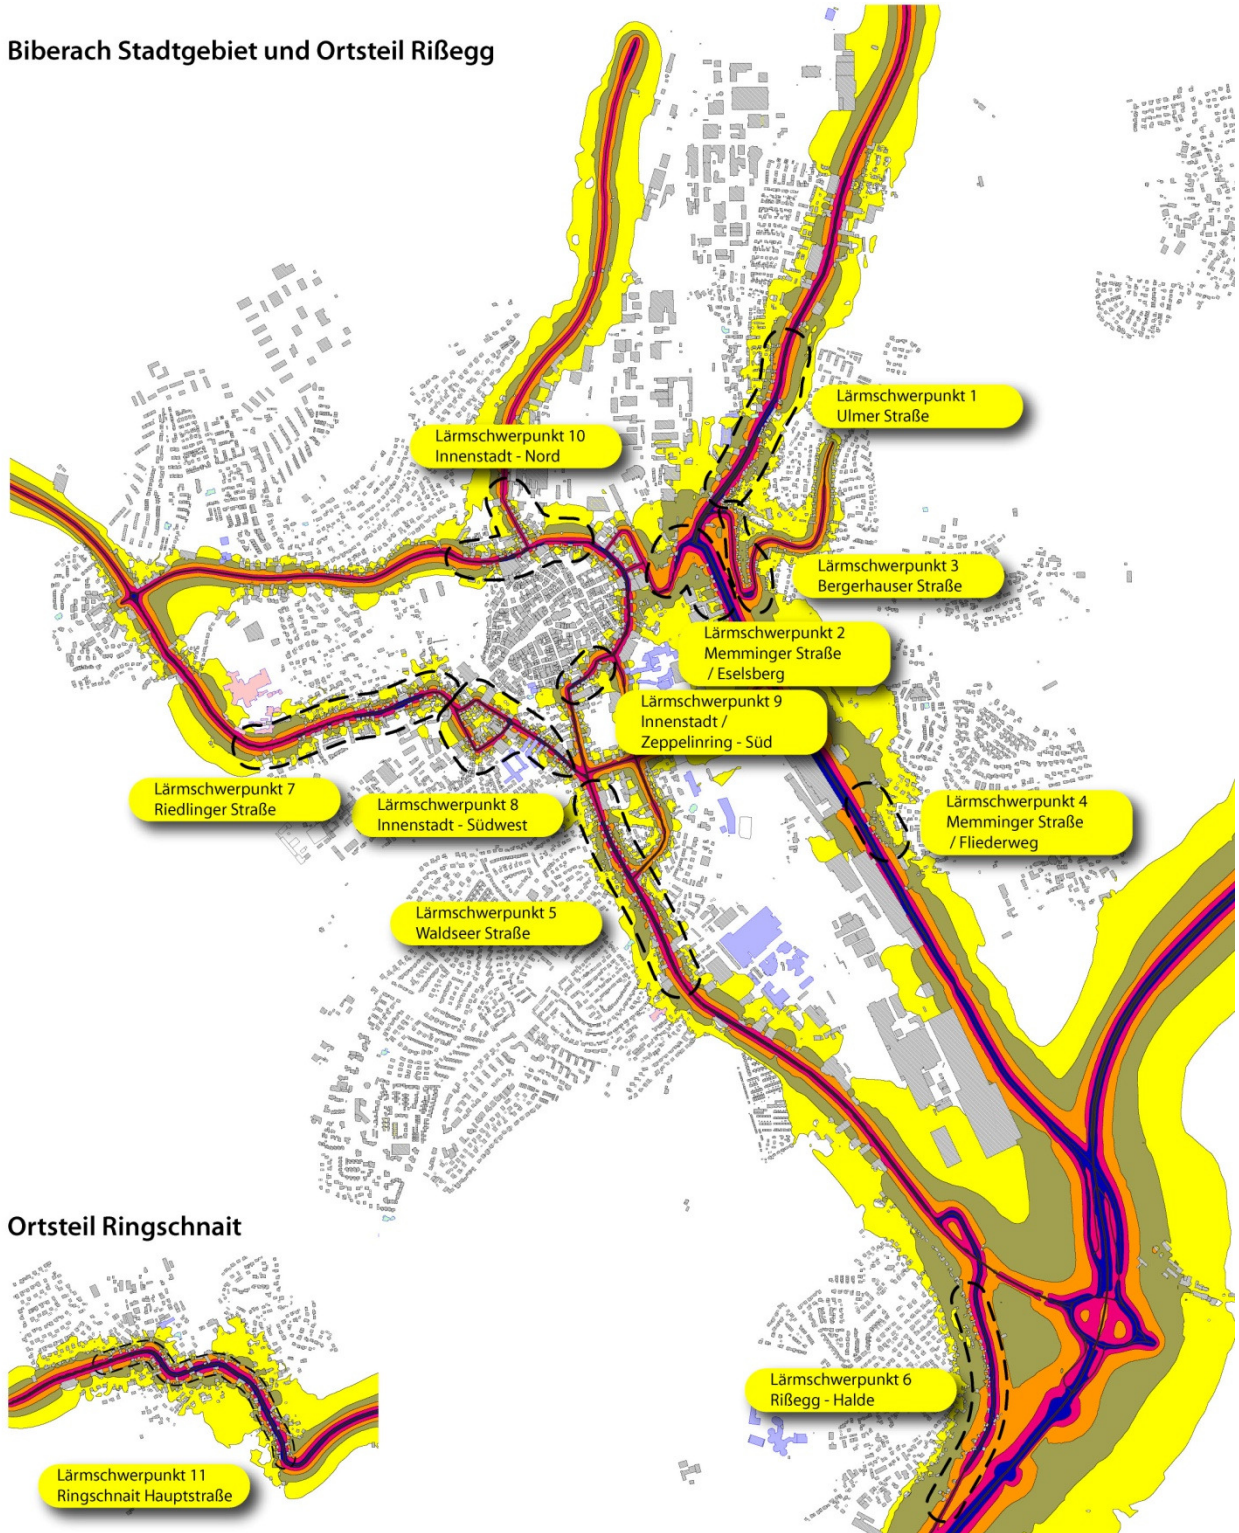 Biberach Stadtgebiet und Ortsteil Rißegg
Lärmschwerpunkt 1
Ulmer Straße
Lärmschwerpunkt 10
Innenstadt - Nord
Lärmschwerpunkt 3
Bergerhauser Straße
Lärmschwerpunkt 2
Memminger Straße
/ Eselsberg
Lärmschwerpunkt 9
Innenstadt /
Zeppelinring - Süd
Lärmschwerpunkt 7
Riedlinger Straße
Lärmschwerpunkt 8
Innenstadt - Südwest
Lärmschwerpunkt 4
Memminger Straße
/ Fliederweg
Lärmschwerpunkt 5
Waldseer Straße
Ortsteil Ringschnait
Lärmschwerpunkt 6
Rißegg - Halde
Lärmschwerpunkt 11
Ringschnait Hauptstraße